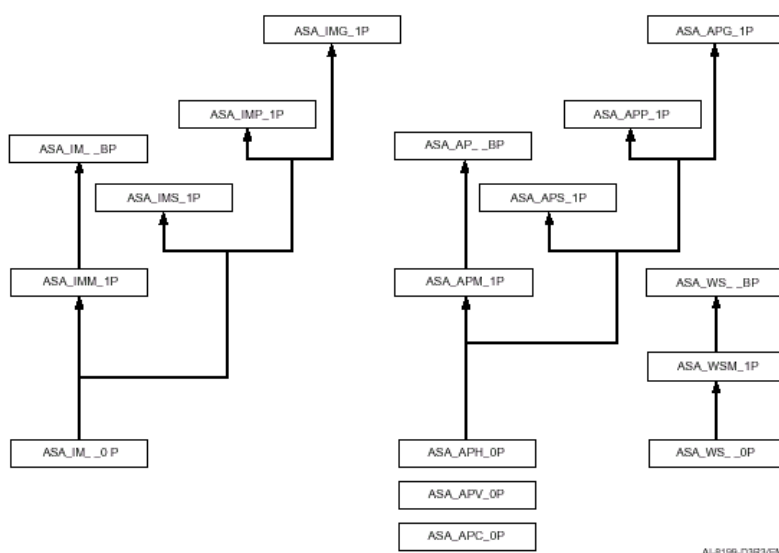 ASA_IMG_1P
ASA_APG_1P
ASA_IMP_1P
ASA_APP_1P
ASA_IM_ _BP
ASA_AP_ _BP
ASA_IMS_1P
ASA_APS_1P
ASA_IMM_1P
ASA_APM_1P
ASA_WS_ _BP
ASA_WSM_1P
ASA_IM_ _0 P
ASA_APH_0P
ASA_WS_ _0P
ASA_APV_0P
ASA_APC_0P